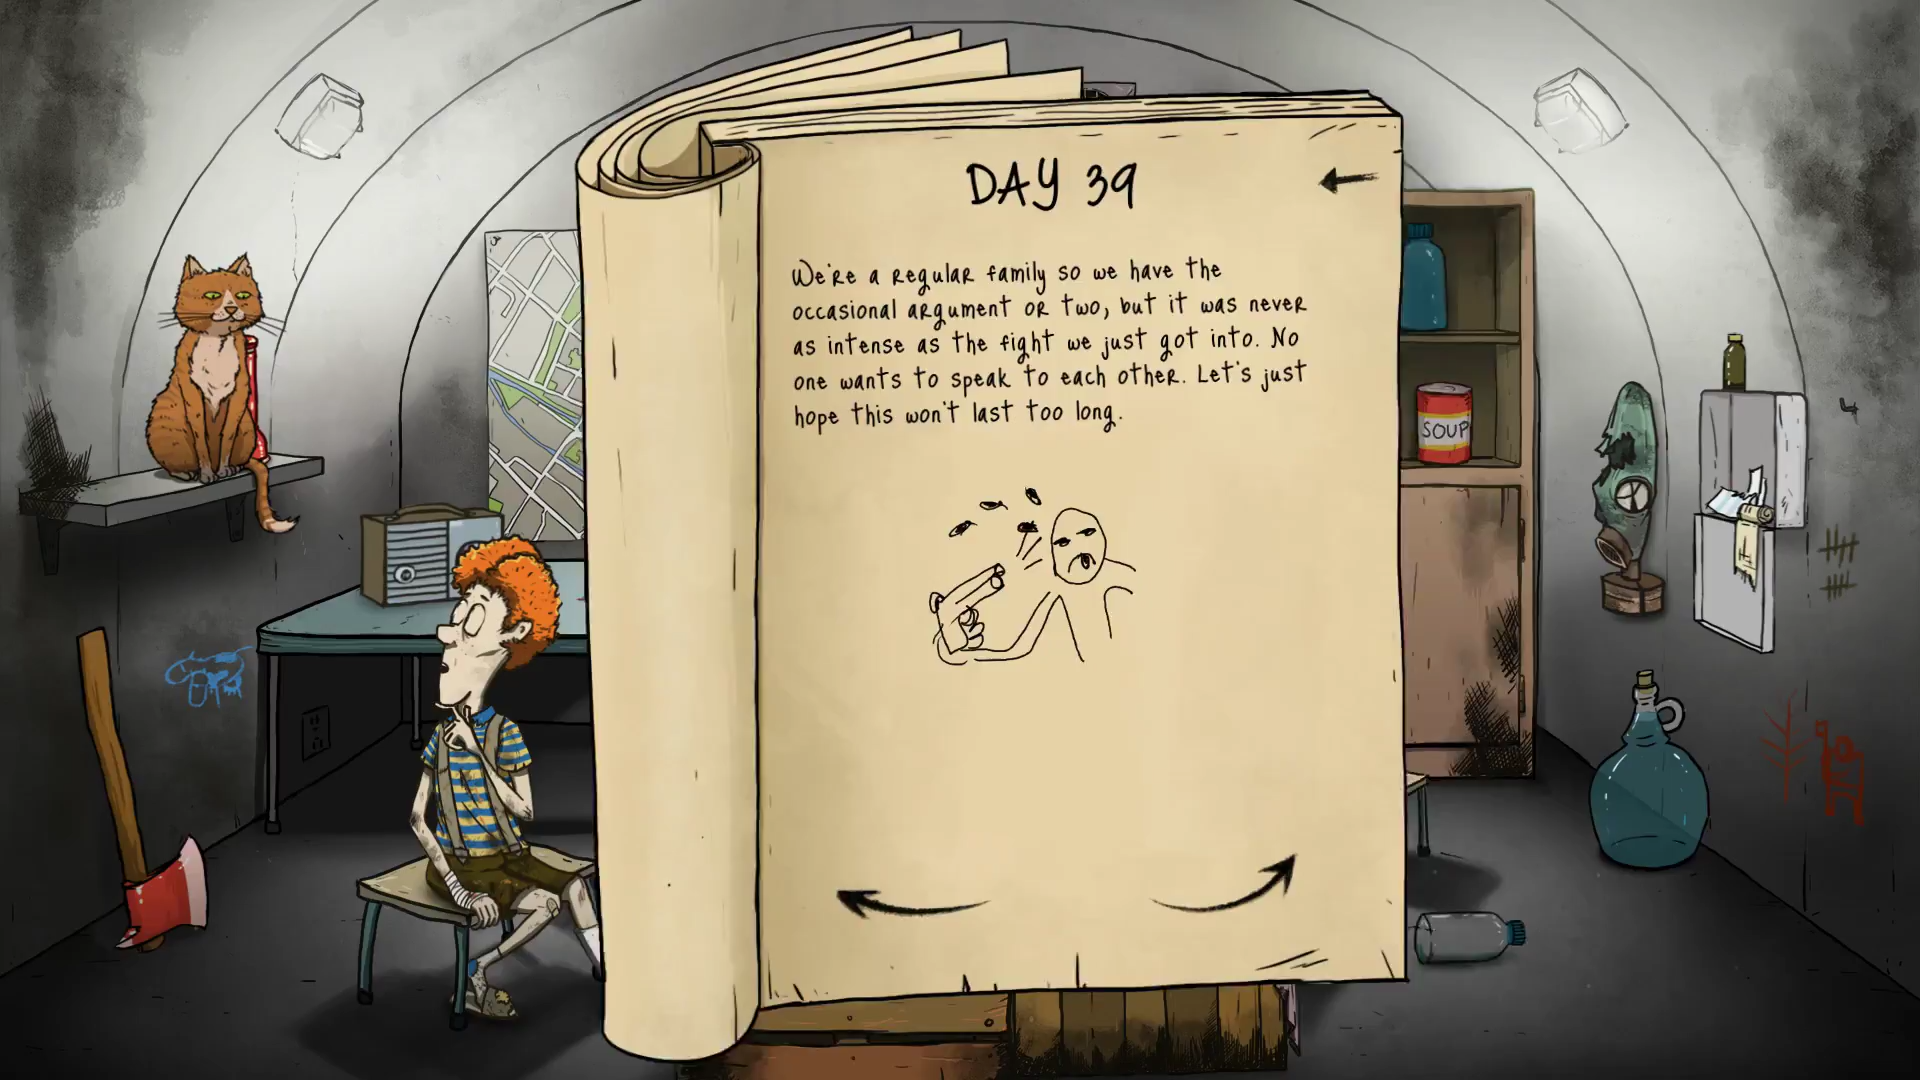 DAY 39
We're a regular family so we have the
occasional argument or two, but it was never
as intense as the fight we just got into. No
one wants to speak to each other. Let's just
hope this won't last too long.
SOUP